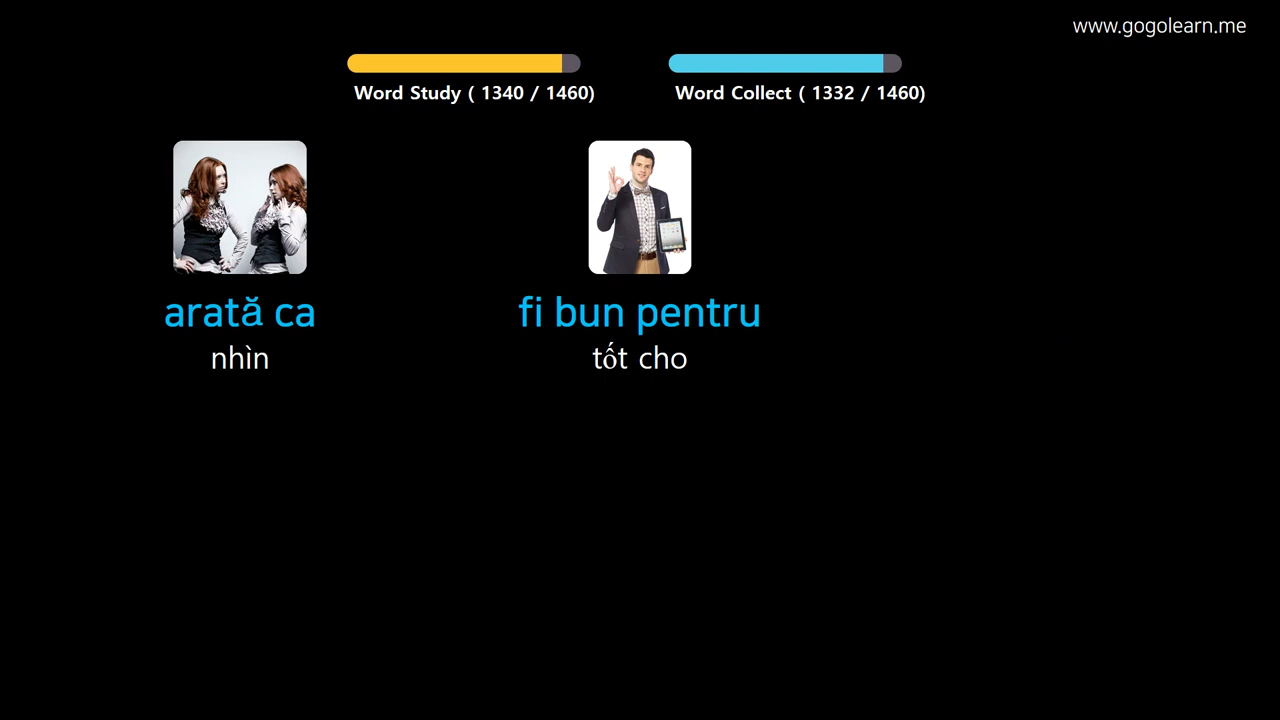 www.gogolearn.me
Word Study ( 1340 / 1460)
Word Collect ( 1332 / 1460)
arată ca
fi bun pentru
nhìn
tốt cho